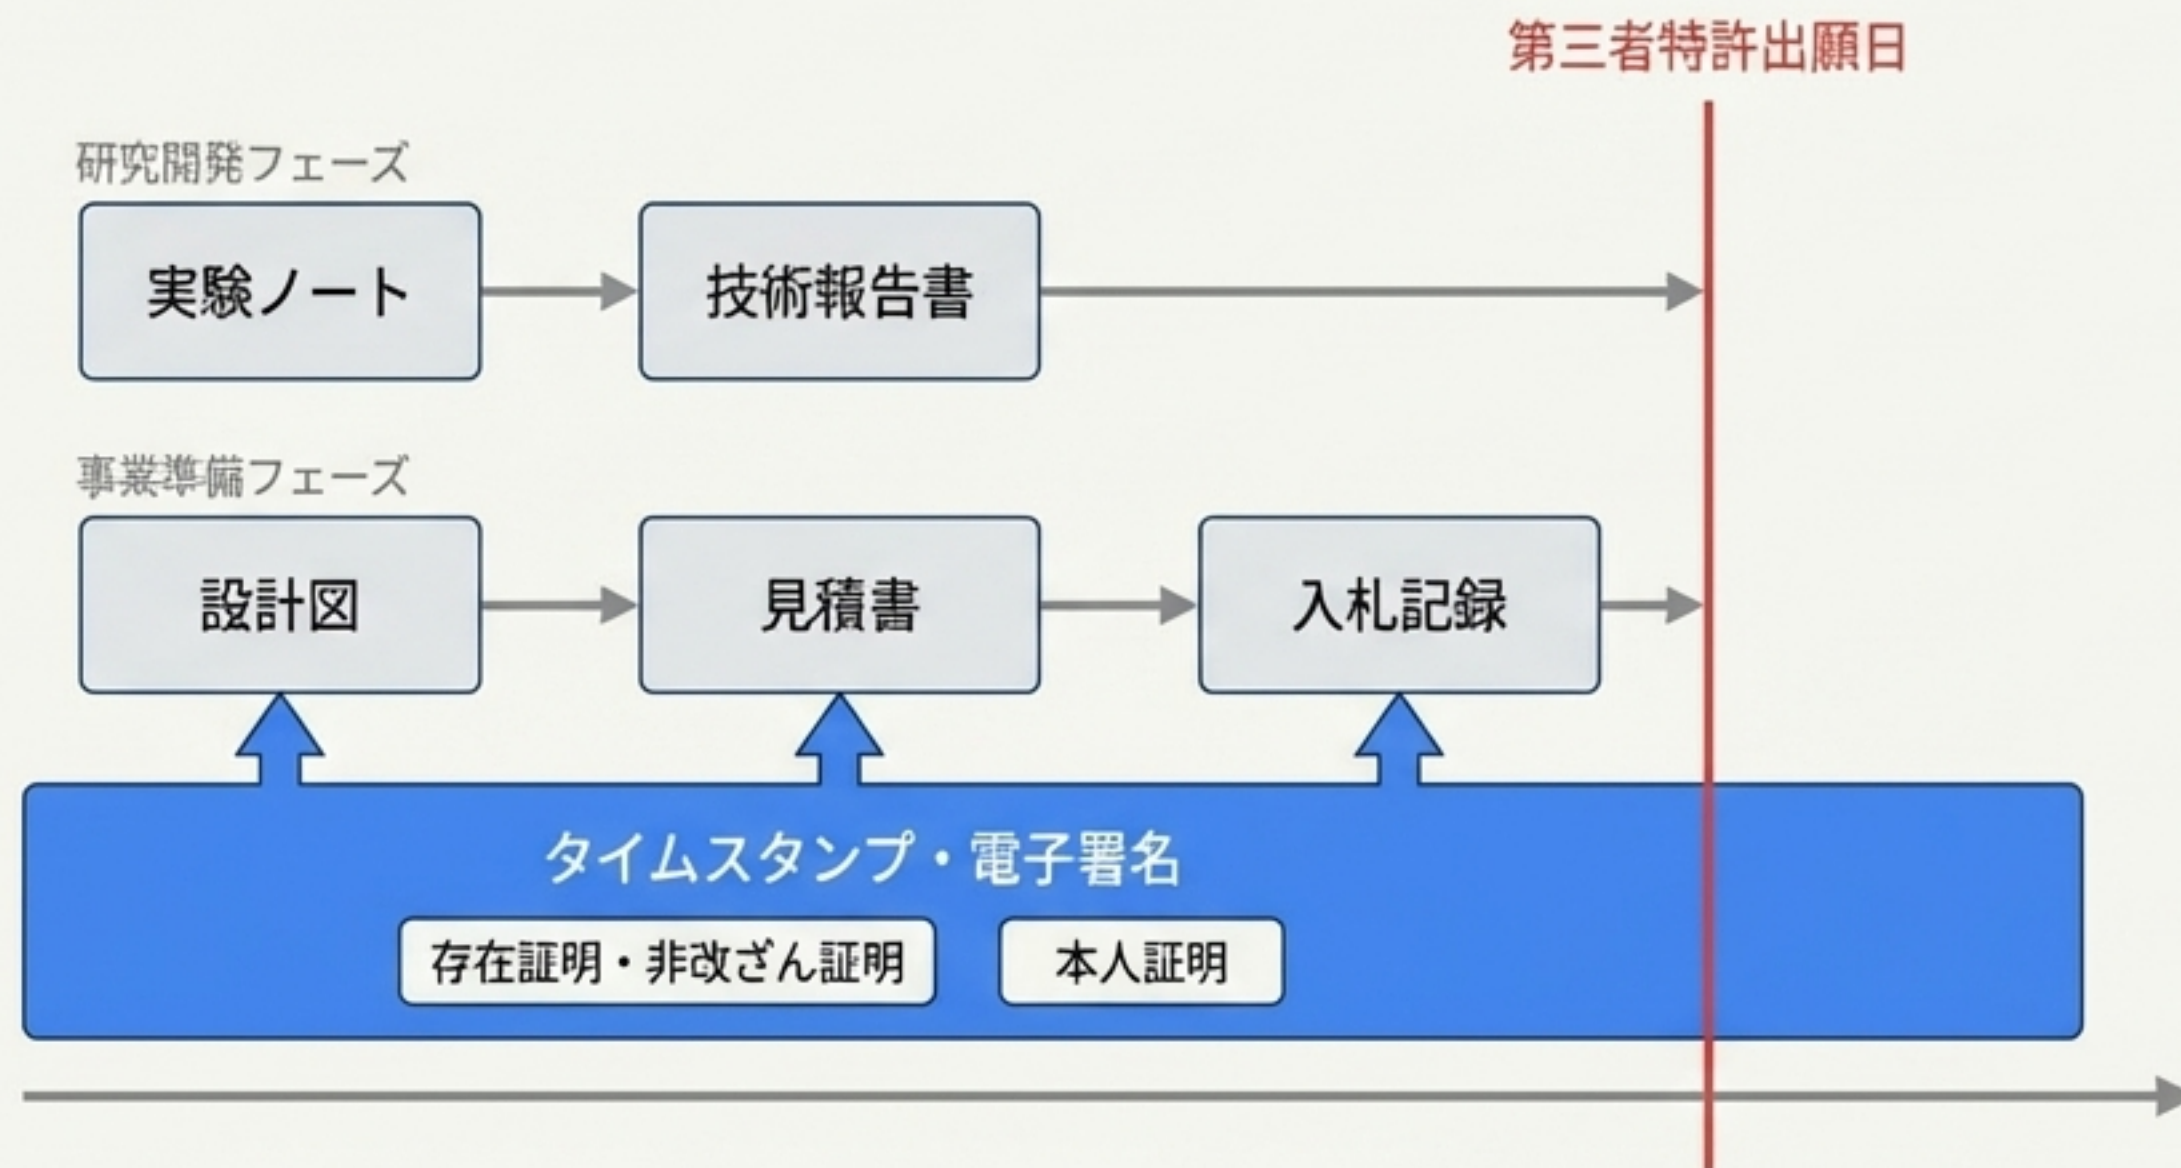 第三者特許出願日
研究開発フェーズ
実験ノート
技術報告書
事業準備フェーズ
設計図
見積書
入札記録
タイムスタンプ・電子署名
存在証明・非改ざん証明
本人証明